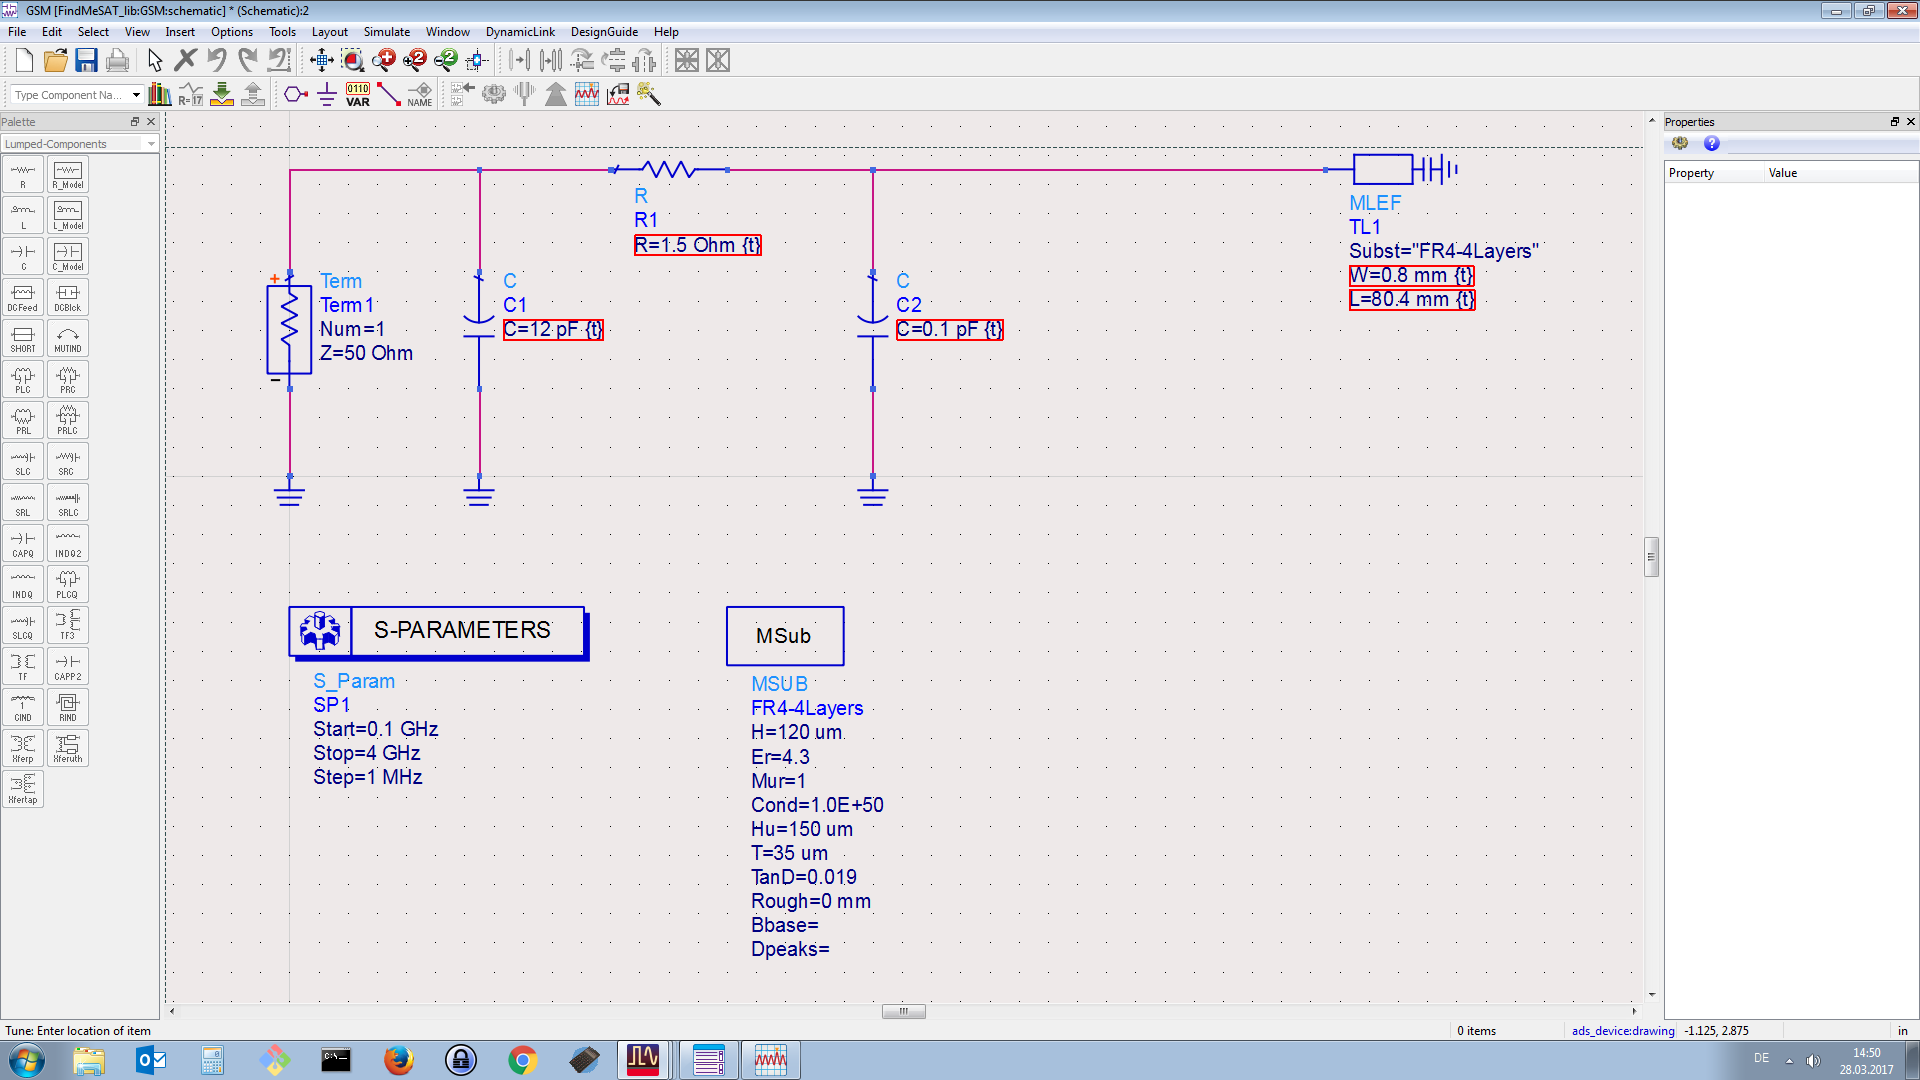 GSM [FindMeSAT_lib:GSM:schematic] * (Schematic):2
File Edit Select View Insert Options Tools Layout Simulate Window DynamicLink DesignGuide Help
Type Component Na...
R=17
0110
VAR
NAME
Palette
Lumped-Components
R R_Model
L L_Model
C C_Model
DCFeed DCBlck
SHORT MUTIND
PLC PRC
PRL PRLC
SLC SRC
SRL SRLC
CAPQ INDQ2
INDQ PLCQ
SLCQ TF3
TF CAPP2
CIND RIND
Xferp Xferuth
Xfertap
Term
Term1
Num=1
Z=50 Ohm
C
C1
C=12 pF {t}
R
R1
R=1.5 Ohm {t}
C
C2
C=0.1 pF {t}
MLEF
TL1
Subst="FR4-4Layers"
W=0.8 mm {t}
L=80.4 mm {t}
S-PARAMETERS
S_Param
SP1
Start=0.1 GHz
Stop=4 GHz
Step=1 MHz
MSub
MSUB
FR4-4Layers
H=120 um
Er=4.3
Mur=1
Cond=1.0E+50
Hu=150 um
T=35 um
TanD=0.019
Rough=0 mm
Bbase=
Dpeaks=
Properties
Property Value
Tune: Enter location of item
0 items
ads_device:drawing
-1.125, 2.875
in
DE
14:50
28.03.2017